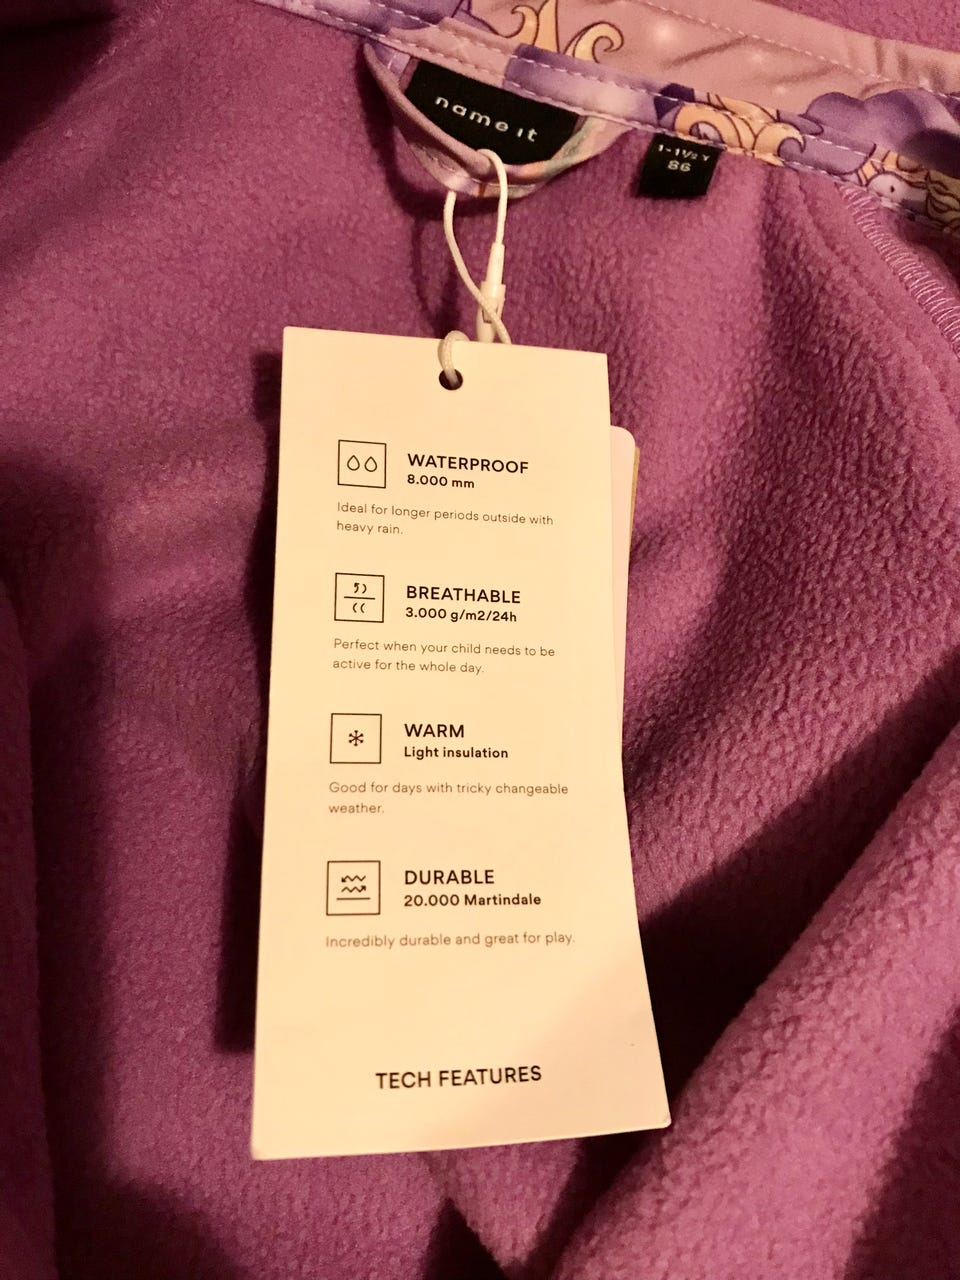 name it
1-1½ Y
86
WATERPROOF
8.000 mm
Ideal for longer periods outside with
heavy rain.
BREATHABLE
3.000 g/m2/24h
Perfect when your child needs to be
active for the whole day.
WARM
Light insulation
Good for days with tricky changeable
weather.
DURABLE
20.000 Martindale
Incredibly durable and great for play.
TECH FEATURES